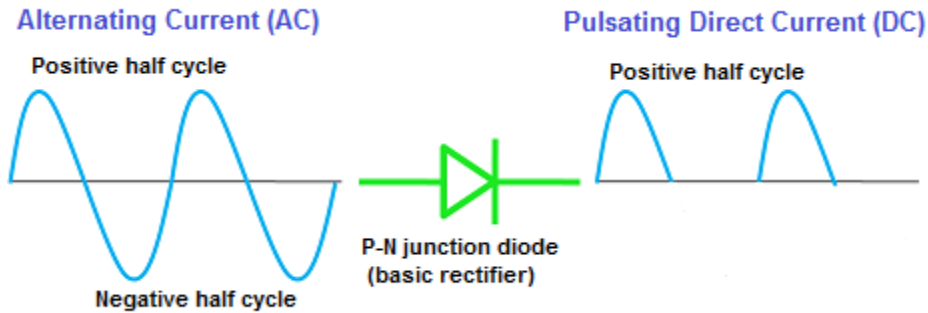 Alternating Current (AC)
Pulsating Direct Current (DC)
Positive half cycle
Positive half cycle
P-N junction diode
(basic rectifier)
Negative half cycle